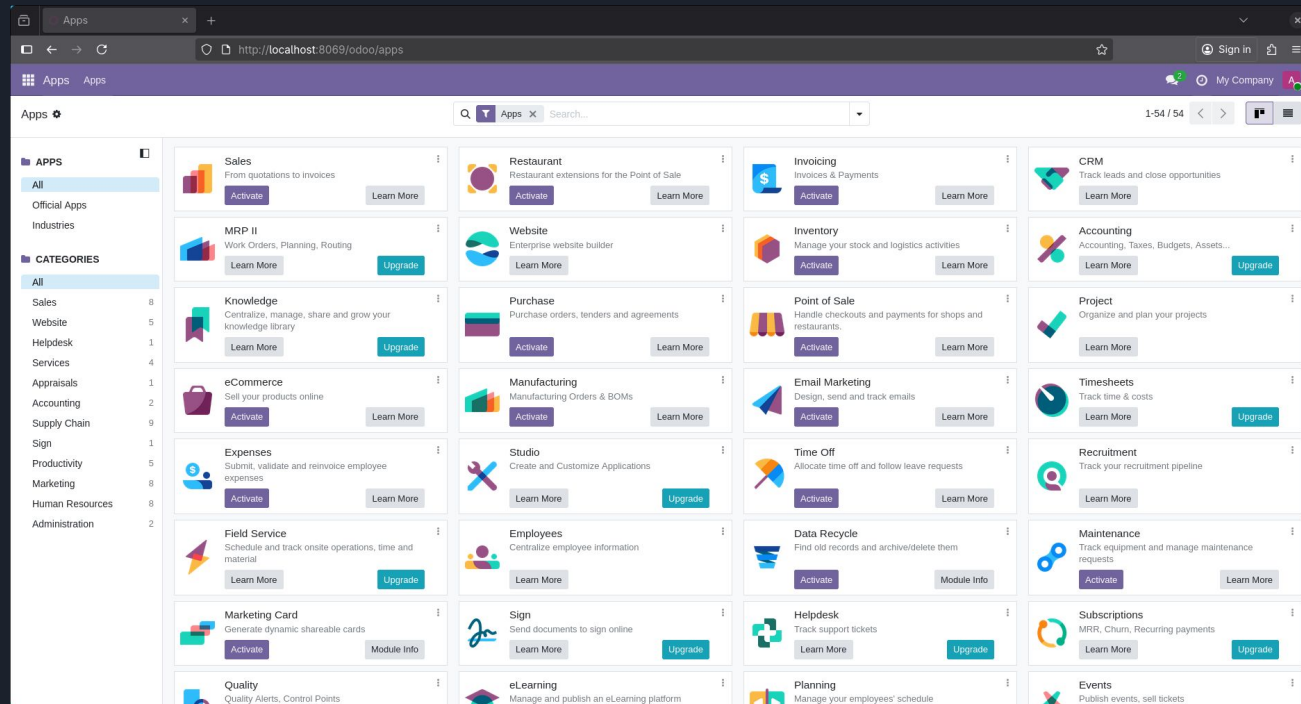 Apps
http://localhost:8069/odoo/apps
Sign in
Apps
Apps
2
My Company
A
Apps
Apps
Search...
1-54 / 54
APPS
All
Official Apps
Industries
CATEGORIES
All
Sales 8
Website 5
Helpdesk 1
Services 4
Appraisals 1
Accounting 2
Supply Chain 9
Sign 1
Productivity 5
Marketing 8
Human Resources 8
Administration 2
Sales
From quotations to invoices
Activate
Learn More
Restaurant
Restaurant extensions for the Point of Sale
Activate
Learn More
Invoicing
Invoices & Payments
Activate
Learn More
CRM
Track leads and close opportunities
Learn More
MRP II
Work Orders, Planning, Routing
Learn More
Upgrade
Website
Enterprise website builder
Learn More
Inventory
Manage your stock and logistics activities
Activate
Learn More
Accounting
Accounting, Taxes, Budgets, Assets...
Learn More
Upgrade
Knowledge
Centralize, manage, share and grow your
knowledge library
Learn More
Upgrade
Purchase
Purchase orders, tenders and agreements
Activate
Learn More
Point of Sale
Handle checkouts and payments for shops and
restaurants.
Activate
Learn More
Project
Organize and plan your projects
Learn More
eCommerce
Sell your products online
Activate
Learn More
Manufacturing
Manufacturing Orders & BOMs
Activate
Learn More
Email Marketing
Design, send and track emails
Activate
Learn More
Timesheets
Track time & costs
Learn More
Upgrade
Expenses
Submit, validate and reinvoice employee
expenses
Activate
Learn More
Studio
Create and Customize Applications
Learn More
Upgrade
Time Off
Allocate time off and follow leave requests
Activate
Learn More
Recruitment
Track your recruitment pipeline
Learn More
Field Service
Schedule and track onsite operations, time and
material
Learn More
Upgrade
Employees
Centralize employee information
Learn More
Data Recycle
Find old records and archive/delete them
Activate
Module Info
Maintenance
Track equipment and manage maintenance
requests
Activate
Learn More
Marketing Card
Generate dynamic shareable cards
Activate
Module Info
Sign
Send documents to sign online
Learn More
Upgrade
Helpdesk
Track support tickets
Learn More
Upgrade
Subscriptions
MRR, Churn, Recurring payments
Learn More
Upgrade
Quality
Quality Alerts, Control Points
eLearning
Manage and publish an eLearning platform
Planning
Manage your employees' schedule
Events
Publish events, sell tickets